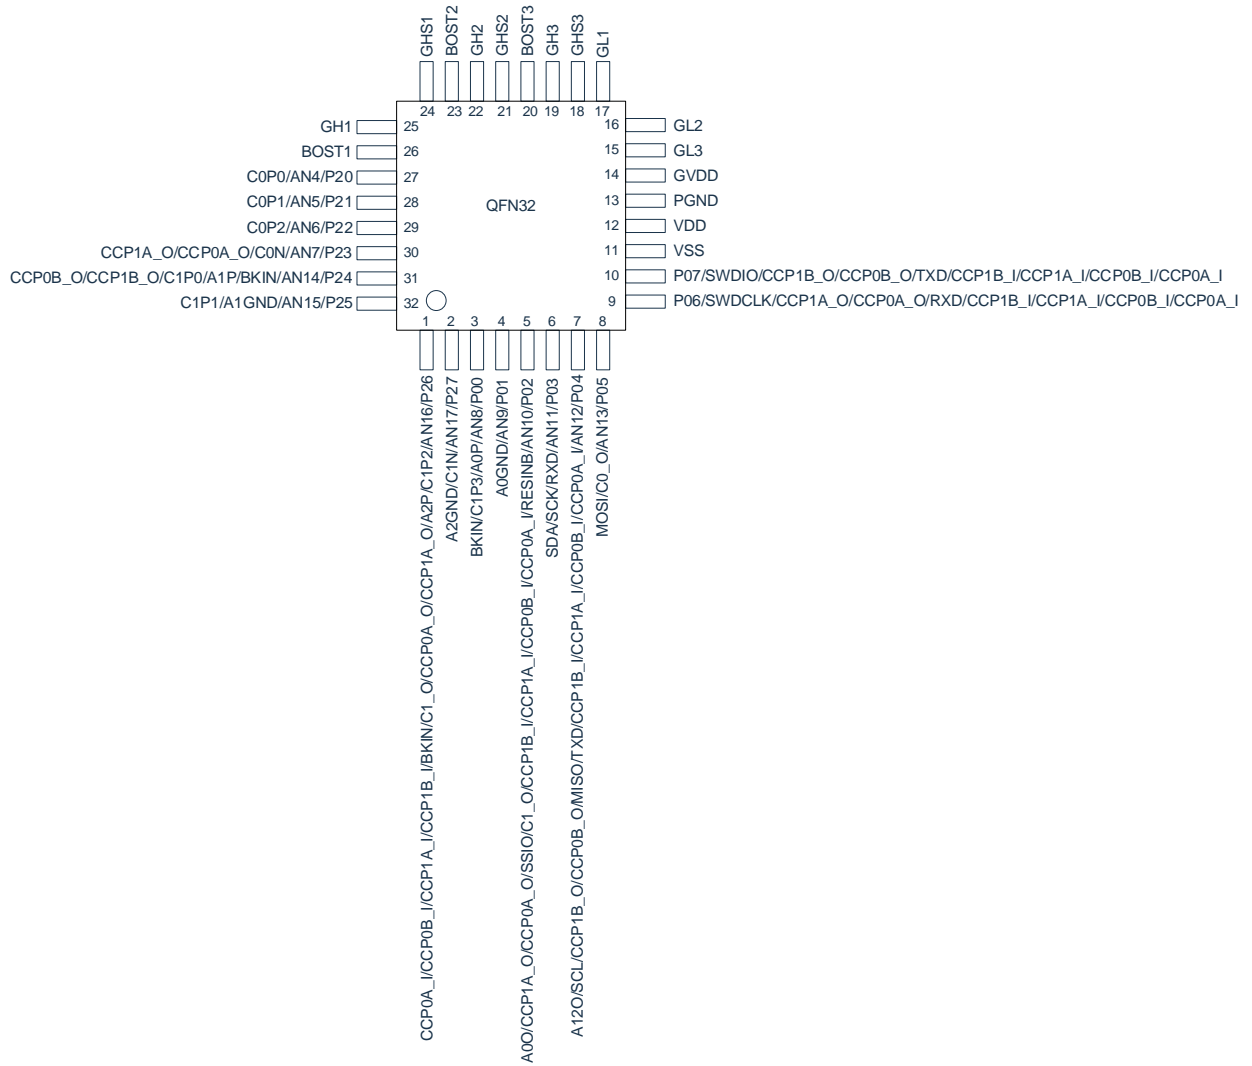 GHS1
BOST2
GH2
GHS2
BOST3
GH3
GHS3
GL1
24
23
22
21
20
19
18
17
GH1
25
BOST1
26
C0P0/AN4/P20
27
C0P1/AN5/P21
28
C0P2/AN6/P22
29
CCP1A_O/CCP0A_O/C0N/AN7/P23
30
CCP0B_O/CCP1B_O/C1P0/A1P/BKIN/AN14/P24
31
C1P1/A1GND/AN15/P25
32
QFN32
16
GL2
15
GL3
14
GVDD
13
PGND
12
VDD
11
VSS
10
P07/SWDIO/CCP1B_O/CCP0B_O/TXD/CCP1B_I/CCP1A_I/CCP0B_I/CCP0A_I
9
P06/SWDCLK/CCP1A_O/CCP0A_O/RXD/CCP1B_I/CCP1A_I/CCP0B_I/CCP0A_I
1
2
3
4
5
6
7
8
CCP0A_I/CCP0B_I/CCP1A_I/CCP1B_I/BKIN/C1_O/CCP0A_O/CCP1A_O/A2P/C1P2/AN16/P26
A2GND/C1N/AN17/P27
BKIN/C1P3/A0P/AN8/P00
A0GND/AN9/P01
A0O/CCP1A_O/CCP0A_O/SSIO/C1_O/CCP1B_I/CCP1A_I/CCP0B_I/CCP0A_I/RESINB/AN10/P02
SDA/SCK/RXD/AN11/P03
A12O/SCL/CCP1B_O/CCP0B_O/MISO/TXD/CCP1B_I/CCP1A_I/CCP0B_I/CCP0A_I/AN12/P04
MOSI/C0_O/AN13/P05